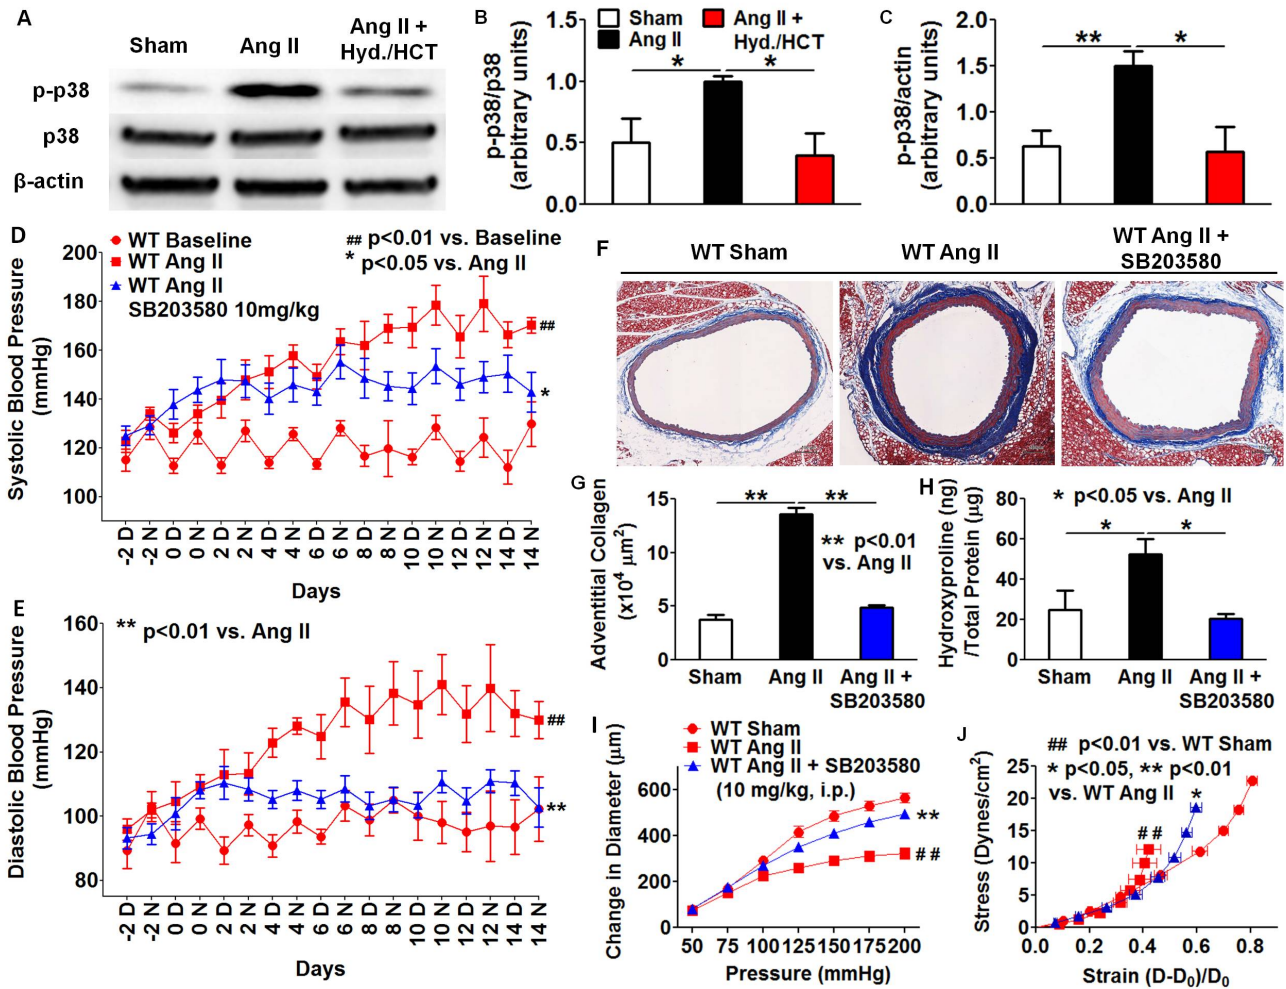 A
Sham
Ang II
Ang II +
Hyd./HCT
p-p38
p38
β-actin
B
Sham
Ang II
Ang II +
Hyd./HCT
p-p38/p38
(arbitrary units)
1.5
1.0
0.5
0.0
*
*
C
p-p38/actin
(arbitrary units)
2.0
1.5
1.0
0.5
0.0
**
*
D
WT Baseline
WT Ang II
WT Ang II
SB203580 10mg/kg
## p<0.01 vs. Baseline
* p<0.05 vs. Ang II
Systolic Blood Pressure
(mmHg)
200
180
160
140
120
100
##
*
-2 D
-2 N
0 D
0 N
2 D
2 N
4 D
4 N
6 D
6 N
8 D
8 N
10 D
10 N
12 D
12 N
14 D
14 N
Days
E
** p<0.01 vs. Ang II
Diastolic Blood Pressure
(mmHg)
160
140
120
100
80
##
**
-2 D
-2 N
0 D
0 N
2 D
2 N
4 D
4 N
6 D
6 N
8 D
8 N
10 D
10 N
12 D
12 N
14 D
14 N
Days
F
WT Sham
WT Ang II
WT Ang II +
SB203580
G
Adventitial Collagen
(x10⁴ μm²)
15
10
5
0
**
**
** p<0.01
vs. Ang II
Sham
Ang II
Ang II +
SB203580
H
Hydroxyproline (ng)
/Total Protein (μg)
80
60
40
20
0
* p<0.05 vs. Ang II
*
*
Sham
Ang II
Ang II +
SB203580
I
WT Sham
WT Ang II
WT Ang II + SB203580
(10 mg/kg, i.p.)
Change in Diameter (μm)
600
400
200
0
**
##
50
75
100
125
150
175
200
Pressure (mmHg)
J
## p<0.01 vs. WT Sham
* p<0.05, ** p<0.01
vs. WT Ang II
*
##
Stress (Dynes/cm²)
25
20
15
10
5
0
0.0
0.2
0.4
0.6
0.8
Strain (D-D₀)/D₀